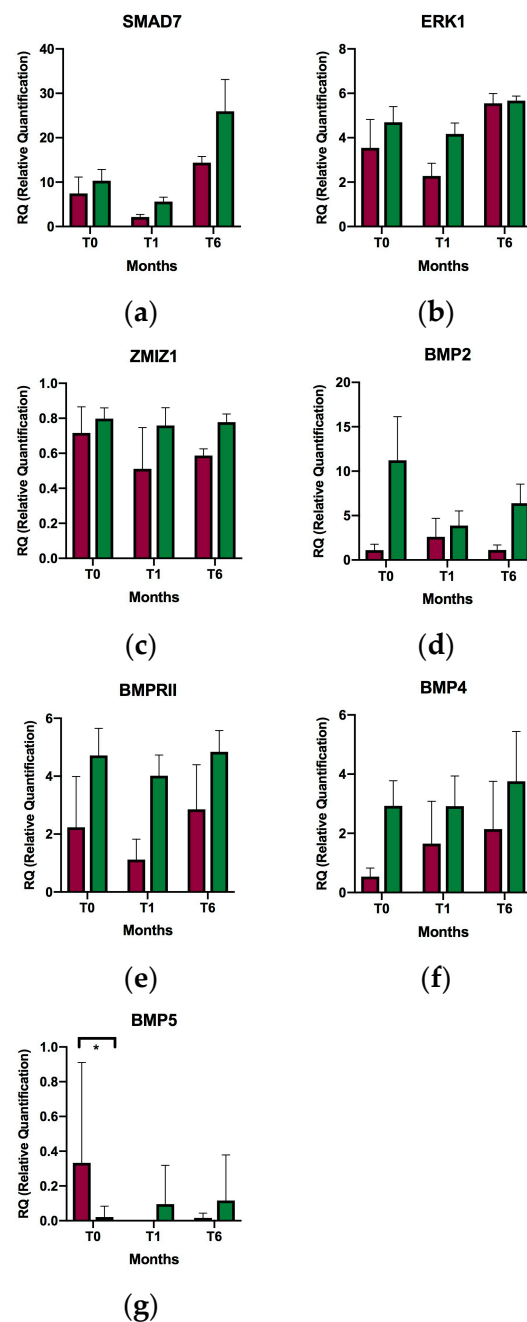 SMAD7
RQ (Relative Quantification)
40
30
20
10
0
T0 T1 T6
Months
(a)
ERK1
RQ (Relative Quantification)
8
6
4
2
0
T0 T1 T6
Months
(b)
ZMIZ1
RQ (Relative Quantification)
1.0
0.8
0.6
0.4
0.2
0.0
T0 T1 T6
Months
(c)
BMP2
RQ (Relative Quantification)
20
15
10
5
0
T0 T1 T6
Months
(d)
BMPRII
RQ (Relative Quantification)
6
4
2
0
T0 T1 T6
Months
(e)
BMP4
RQ (Relative Quantification)
6
4
2
0
T0 T1 T6
Months
(f)
BMP5
RQ (Relative Quantification)
1.0
0.8
0.6
0.4
0.2
0.0
*
T0 T1 T6
Months
(g)